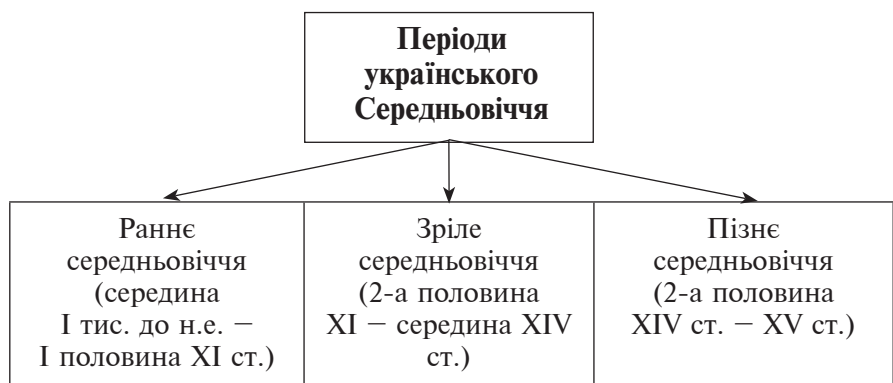 Періоди
українського
Середньовіччя
Раннє
середньовіччя
(середина
І тис. до н.е. –
І половина ХІ ст.)
Зріле
середньовіччя
(2-а половина
ХІ – середина XIV
ст.)
Пізнє
середньовіччя
(2-а половина
XIV ст. – XV ст.)